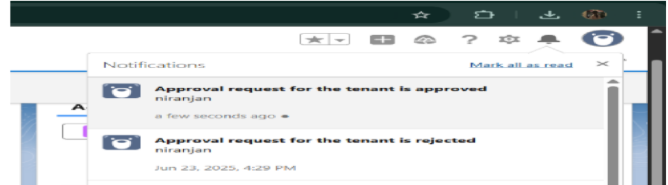 Notifications
Mark all as read
Approval request for the tenant is approved
niranjan
a few seconds ago
Approval request for the tenant is rejected
niranjan
Jun 23, 2025, 4:29 PM